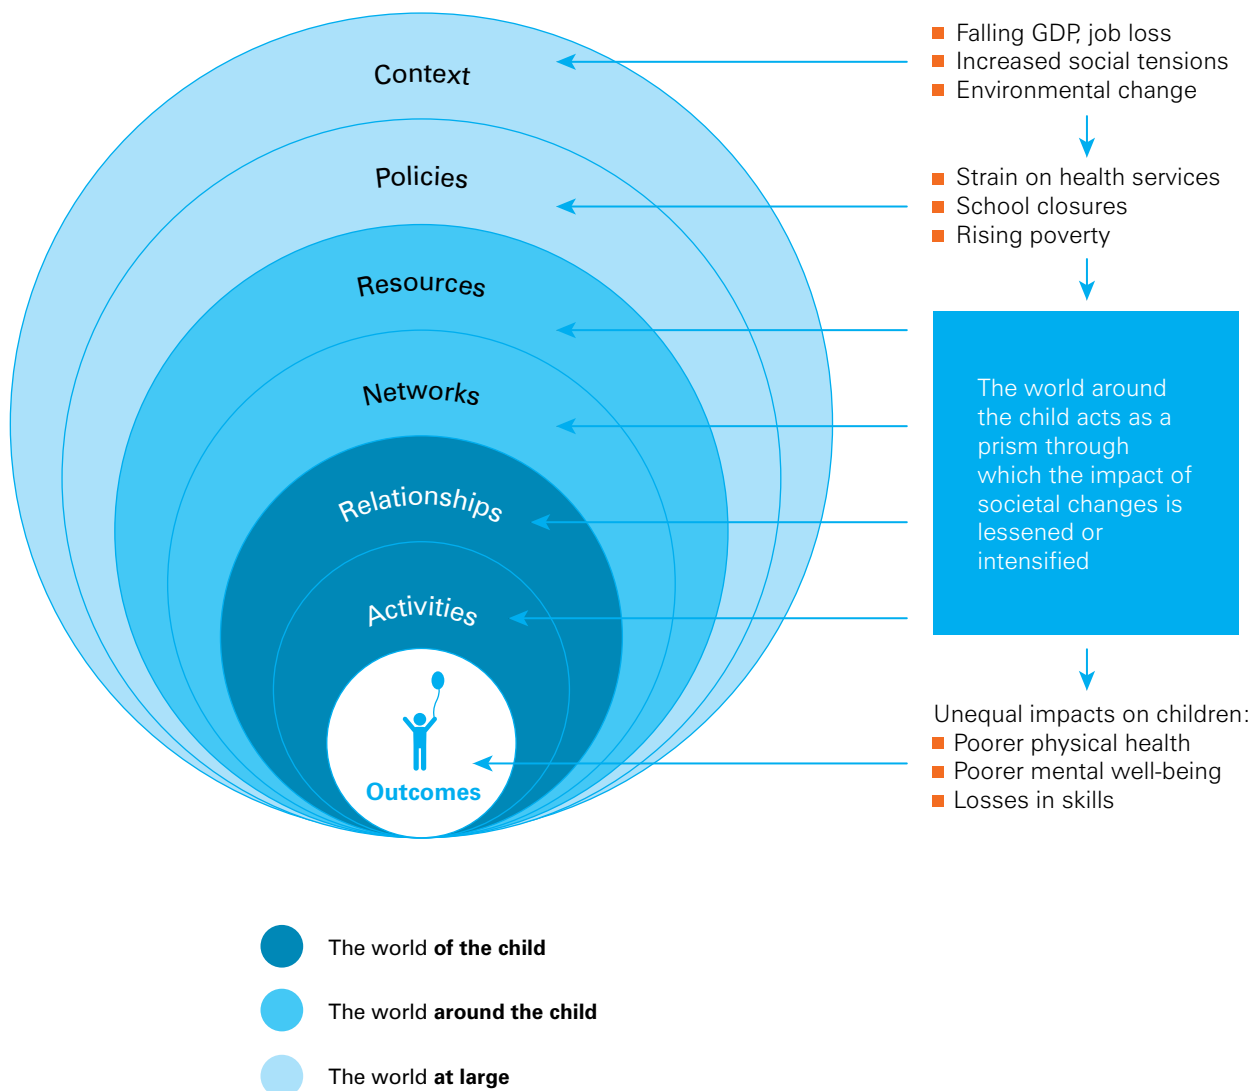 Context
Policies
Resources
Networks
Relationships
Activities
Outcomes
Falling GDP, job loss
Increased social tensions
Environmental change
Strain on health services
School closures
Rising poverty
The world around
the child acts as a
prism through
which the impact of
societal changes is
lessened or
intensified
Unequal impacts on children:
Poorer physical health
Poorer mental well-being
Losses in skills
The world of the child
The world around the child
The world at large